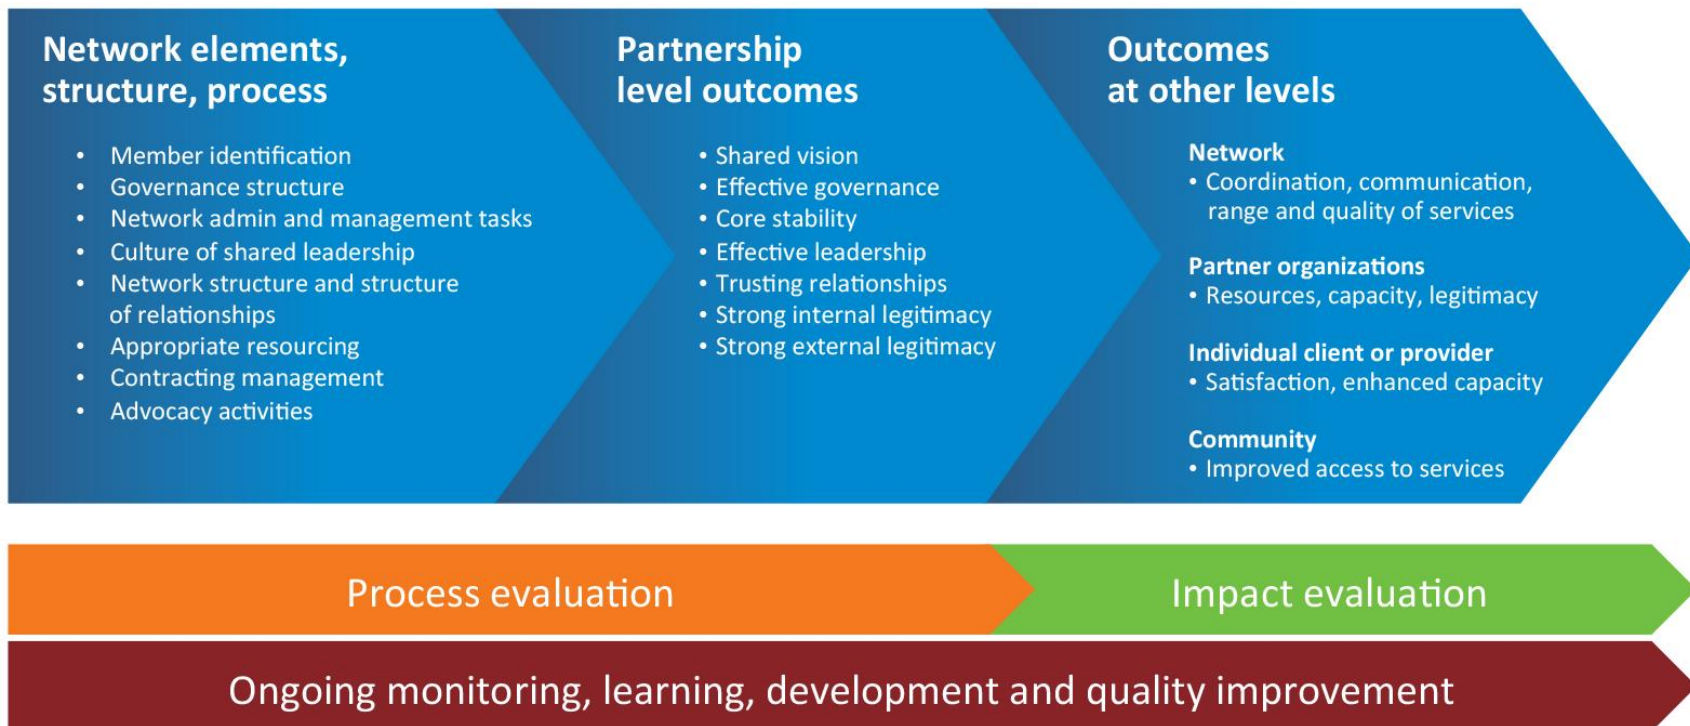 Network elements,
structure, process
• Member identification
• Governance structure
• Network admin and management tasks
• Culture of shared leadership
• Network structure and structure
of relationships
• Appropriate resourcing
• Contracting management
• Advocacy activities
Partnership
level outcomes
• Shared vision
• Effective governance
• Core stability
• Effective leadership
• Trusting relationships
• Strong internal legitimacy
• Strong external legitimacy
Outcomes
at other levels
Network
• Coordination, communication,
range and quality of services
Partner organizations
• Resources, capacity, legitimacy
Individual client or provider
• Satisfaction, enhanced capacity
Community
• Improved access to services
Process evaluation
Impact evaluation
Ongoing monitoring, learning, development and quality improvement